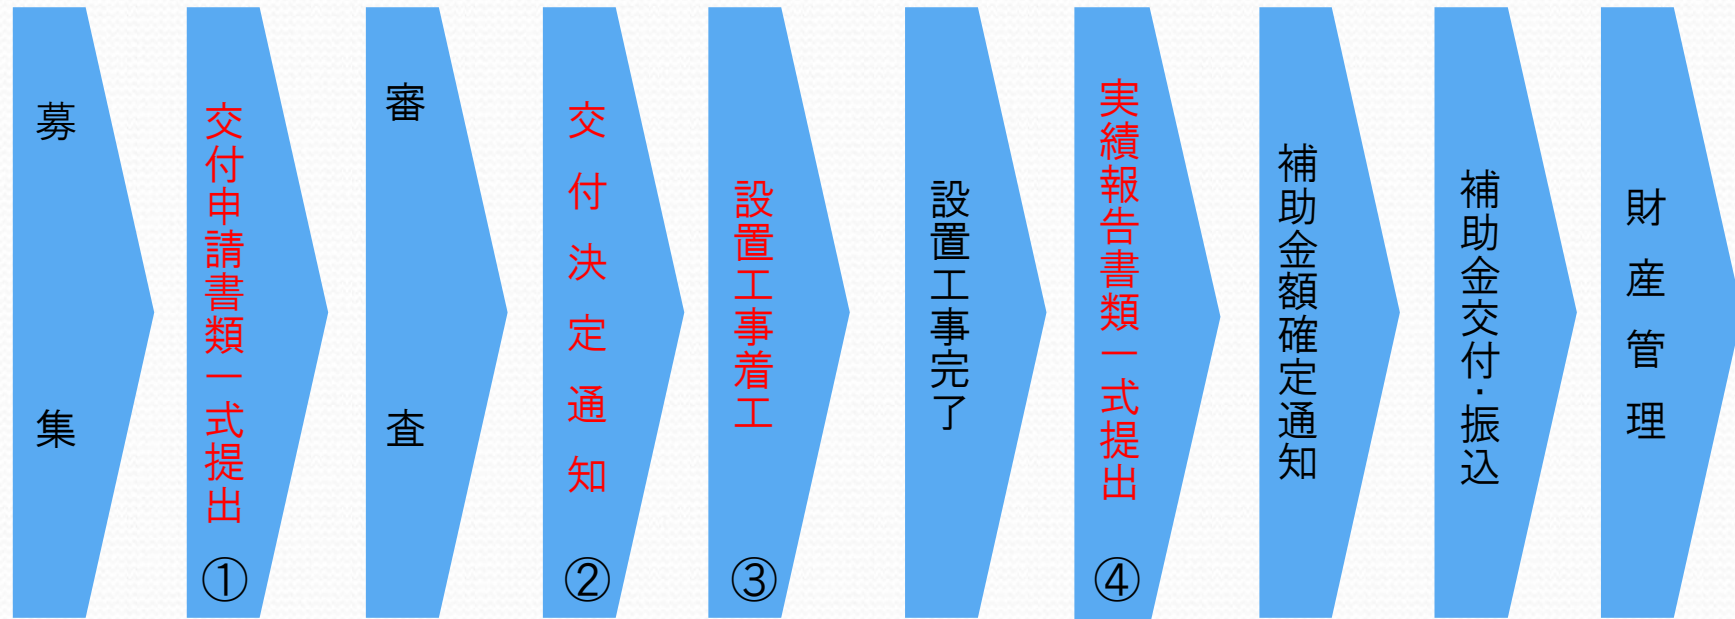 募集
交付申請書類一式提出
①
審査
交付決定通知
②
設置工事着工
③
設置工事完了
実績報告書類一式提出
④
補助金額確定通知
補助金交付・振込
財産管理